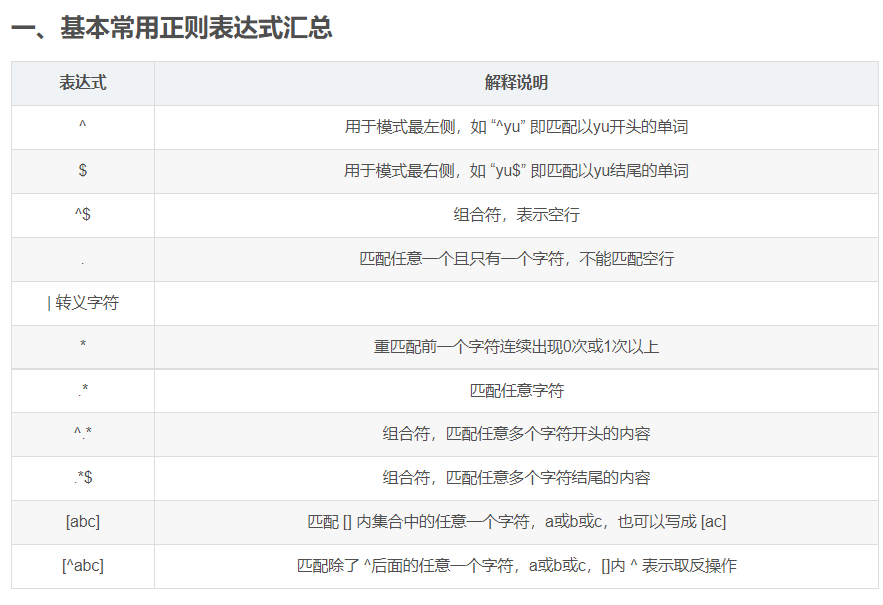 一、基本常用正则表达式汇总
表达式 解释说明
^ 用于模式最左侧，如 “^yu” 即匹配以yu开头的单词
$ 用于模式最右侧，如 “yu$” 即匹配以yu结尾的单词
^$ 组合符，表示空行
. 匹配任意一个且只有一个字符，不能匹配空行
| 转义字符
* 重匹配前一个字符连续出现0次或1次以上
.* 匹配任意字符
^.* 组合符，匹配任意多个字符开头的内容
.*$ 组合符，匹配任意多个字符结尾的内容
[abc] 匹配 [] 内集合中的任意一个字符，a或b或c，也可以写成 [ac]
[^abc] 匹配除了 ^后面的任意一个字符，a或b或c，[]内 ^ 表示取反操作